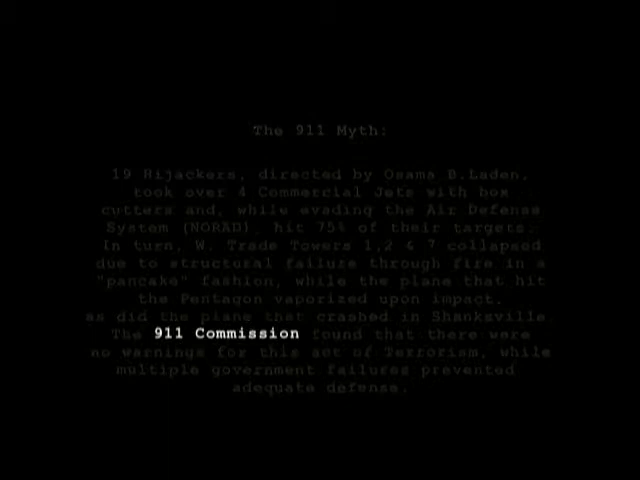 The 911 Myth:
19 Hijackers, directed by Osama B.Laden,
took over 4 Commercial Jets with box
cutters and, while evading the Air Defense
System (NORAD), hit 75% of their targets.
In turn, W. Trade Towers 1,2 & 7 collapsed
due to structural failure through fire in a
"pancake" fashion, while the plane that hit
the Pentagon vaporized upon impact,
as did the plane that crashed in Shanksville.
The 911 Commission found that there were
no warnings for this act of Terrorism, while
multiple government failures prevented
adequate defense.